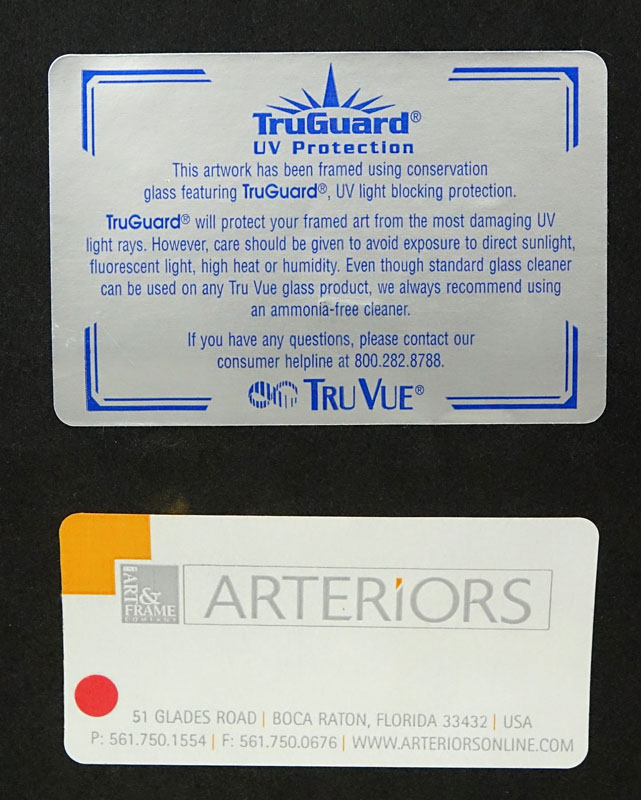 TruGuard®
UV Protection
This artwork has been framed using conservation
glass featuring TruGuard®, UV light blocking protection.
TruGuard® will protect your framed art from the most damaging UV
light rays. However, care should be given to avoid exposure to direct sunlight,
fluorescent light, high heat or humidity. Even though standard glass cleaner
can be used on any Tru Vue glass product, we always recommend using
an ammonia-free cleaner.
If you have any questions, please contact our
consumer helpline at 800.282.8788.
TRU VUE®
ART
&
FRAME
COMPANY
ARTERIORS
51 GLADES ROAD | BOCA RATON, FLORIDA 33432 | USA
P: 561.750.1554 | F: 561.750.0676 | WWW.ARTERIORSONLINE.COM